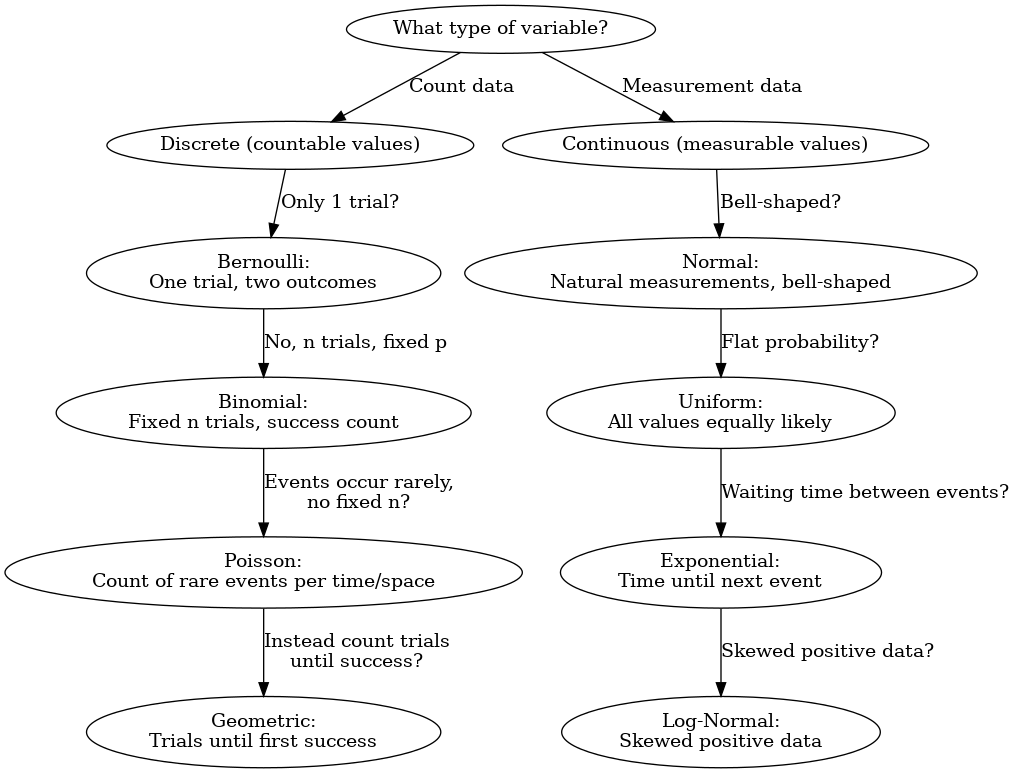 What type of variable?
Count data
Measurement data
Discrete (countable values)
Continuous (measurable values)
Only 1 trial?
Bell-shaped?
Bernoulli:
One trial, two outcomes
Normal:
Natural measurements, bell-shaped
No, n trials, fixed p
Flat probability?
Binomial:
Fixed n trials, success count
Uniform:
All values equally likely
Events occur rarely,
no fixed n?
Waiting time between events?
Poisson:
Count of rare events per time/space
Exponential:
Time until next event
Instead count trials
until success?
Skewed positive data?
Geometric:
Trials until first success
Log-Normal:
Skewed positive data